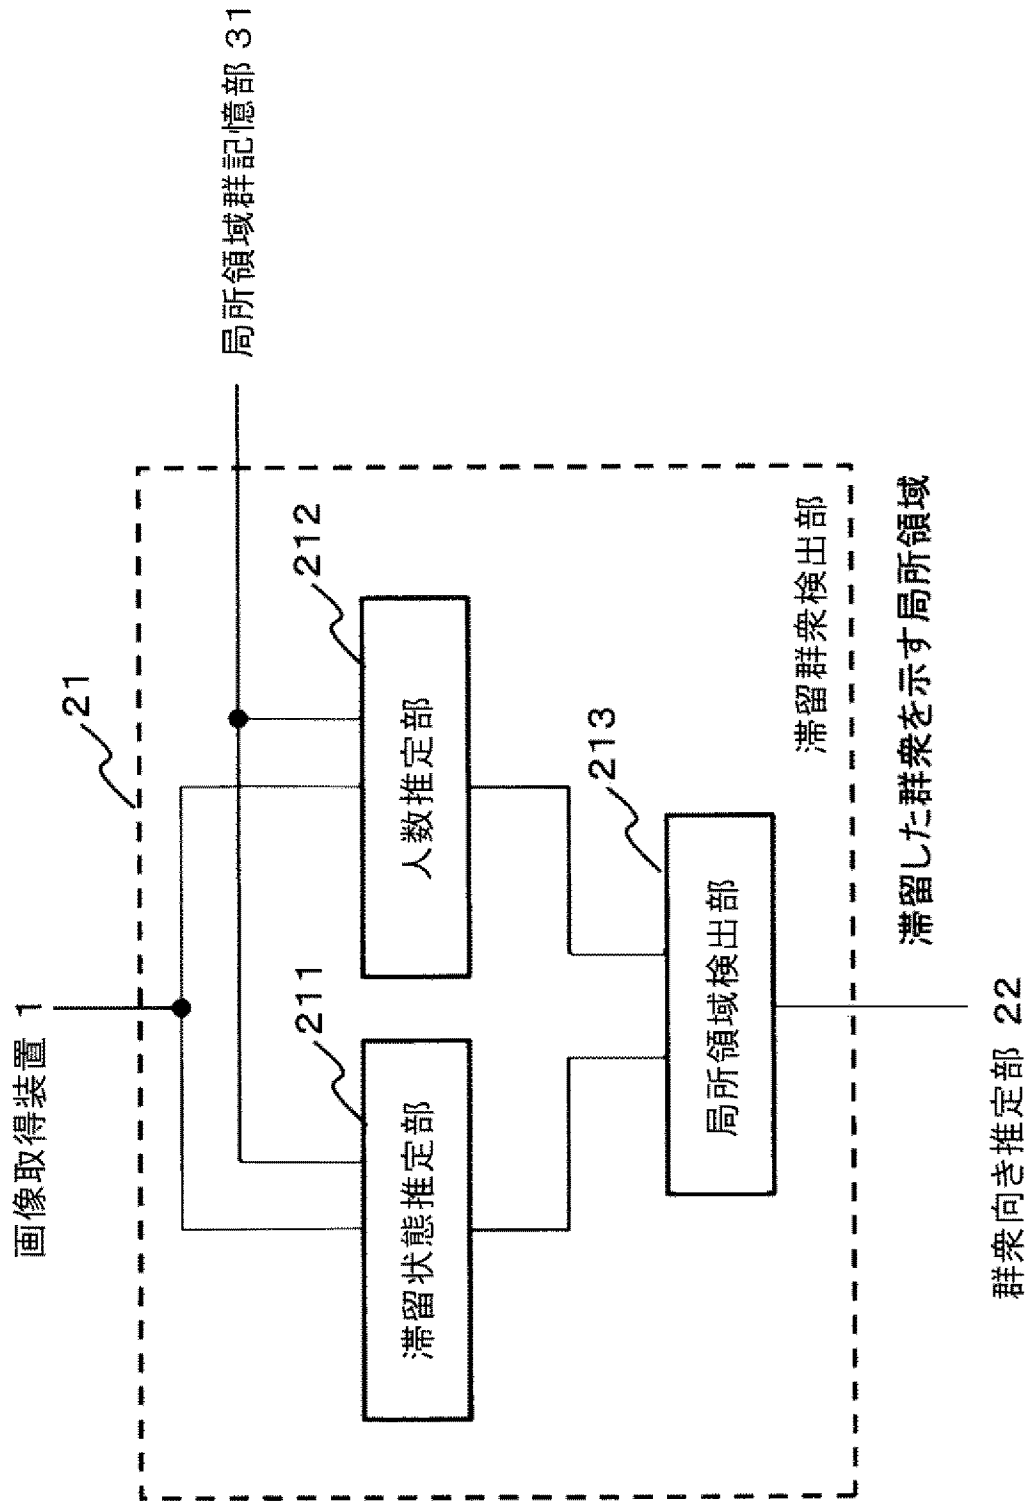 画像取得装置 1
局所領域群記憶部 31
21
211
滞留状態推定部
212
人数推定部
213
局所領域検出部
滞留群衆検出部
滞留した群衆を示す局所領域
群衆向き推定部 22